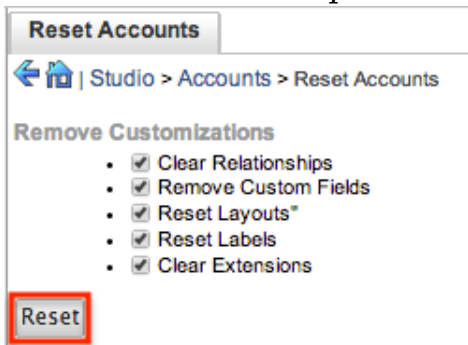 Reset Accounts
| Studio > Accounts > Reset Accounts
Remove Customizations
• Clear Relationships
• Remove Custom Fields
• Reset Layouts*
• Reset Labels
• Clear Extensions
Reset